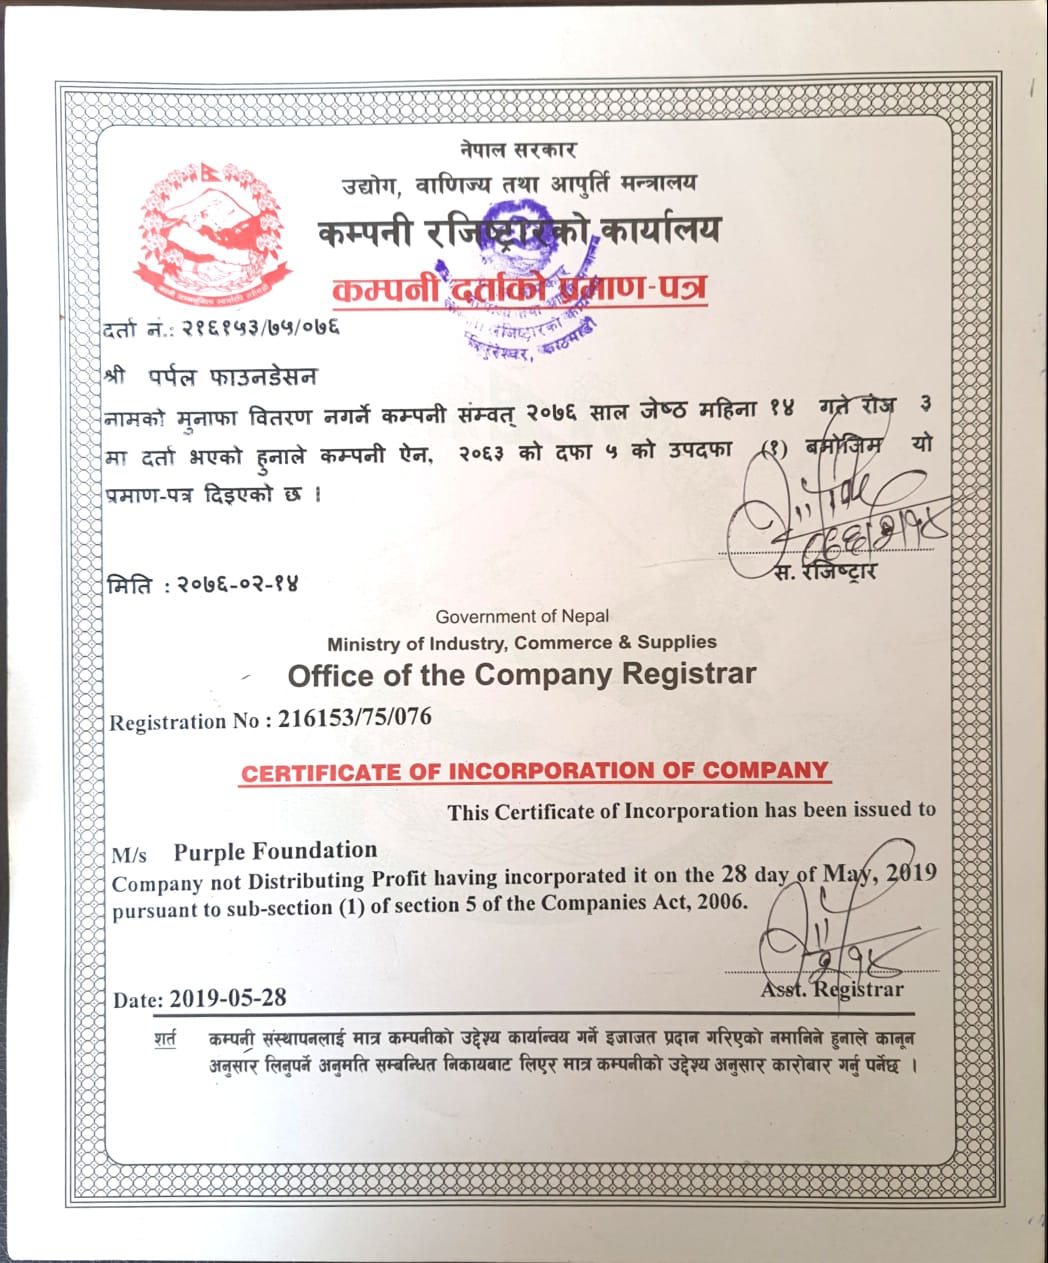 नेपाल सरकार
उद्योग, वाणिज्य तथा आपुर्ति मन्त्रालय
कम्पनी रजिष्ट्रारको कार्यालय
कम्पनी दर्ताको प्रमाण-पत्र
दर्ता नं.: २१६१५३/७५/०७६
श्री पर्पल फाउनडेसन
नामको मुनाफा वितरण नगर्ने कम्पनी संम्वत् २०७६ साल जेष्ठ महिना १४ गते रोज ३
मा दर्ता भएको हुनाले कम्पनी ऐन, २०६३ को दफा ५ को उपदफा (१) बमोजिम यो
प्रमाण-पत्र दिइएको छ ।
स. रजिष्ट्रार
मिति : २०७६-०२-१४
Government of Nepal
Ministry of Industry, Commerce & Supplies
Office of the Company Registrar
Registration No : 216153/75/076
CERTIFICATE OF INCORPORATION OF COMPANY
This Certificate of Incorporation has been issued to
M/s Purple Foundation
Company not Distributing Profit having incorporated it on the 28 day of May, 2019
pursuant to sub-section (1) of section 5 of the Companies Act, 2006.
Asst. Registrar
Date: 2019-05-28
शर्त कम्पनी संस्थापनलाई मात्र कम्पनीको उद्देश्य कार्यान्वय गर्ने इजाजत प्रदान गरिएको नमानिने हुनाले कानून
अनुसार लिनुपर्ने अनुमति सम्बन्धित निकायबाट लिएर मात्र कम्पनीको उद्देश्य अनुसार कारोबार गर्नु पर्नेछ ।